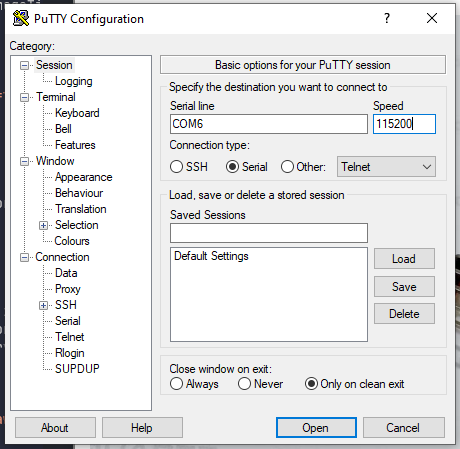 PuTTY Configuration
Category:
Session
Logging
Terminal
Keyboard
Bell
Features
Window
Appearance
Behaviour
Translation
Selection
Colours
Connection
Data
Proxy
SSH
Serial
Telnet
Rlogin
SUPDUP
Basic options for your PuTTY session
Specify the destination you want to connect to
Serial line Speed
COM6 115200
Connection type:
SSH Serial Other: Telnet
Load, save or delete a stored session
Saved Sessions
Default Settings
Load
Save
Delete
Close window on exit:
Always Never Only on clean exit
About Help Open Cancel